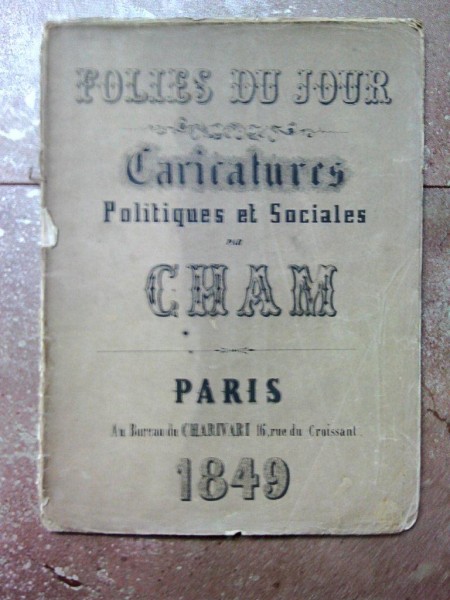 FOLIES DU JOUR
Caricatures
Politiques et Sociales
PAR
CHAM
PARIS
Au Bureau du CHARIVARI 16, rue du Croissant
1849